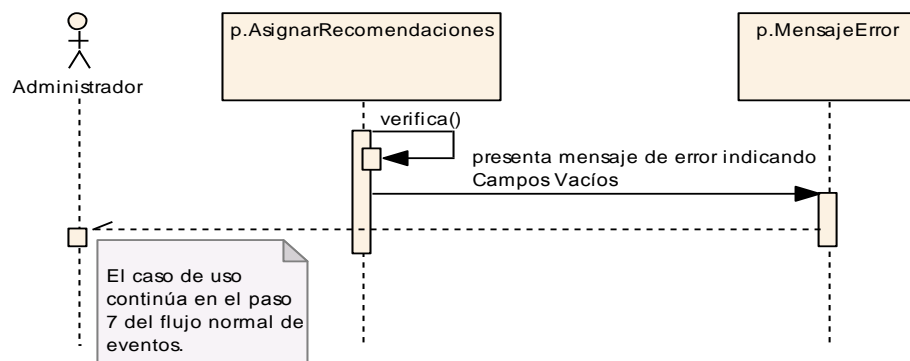 p.AsignarRecomendaciones
p.MensajeError
Administrador
verifica()
presenta mensaje de error indicando
Campos Vacíos
El caso de uso
continúa en el paso
7 del flujo normal de
eventos.